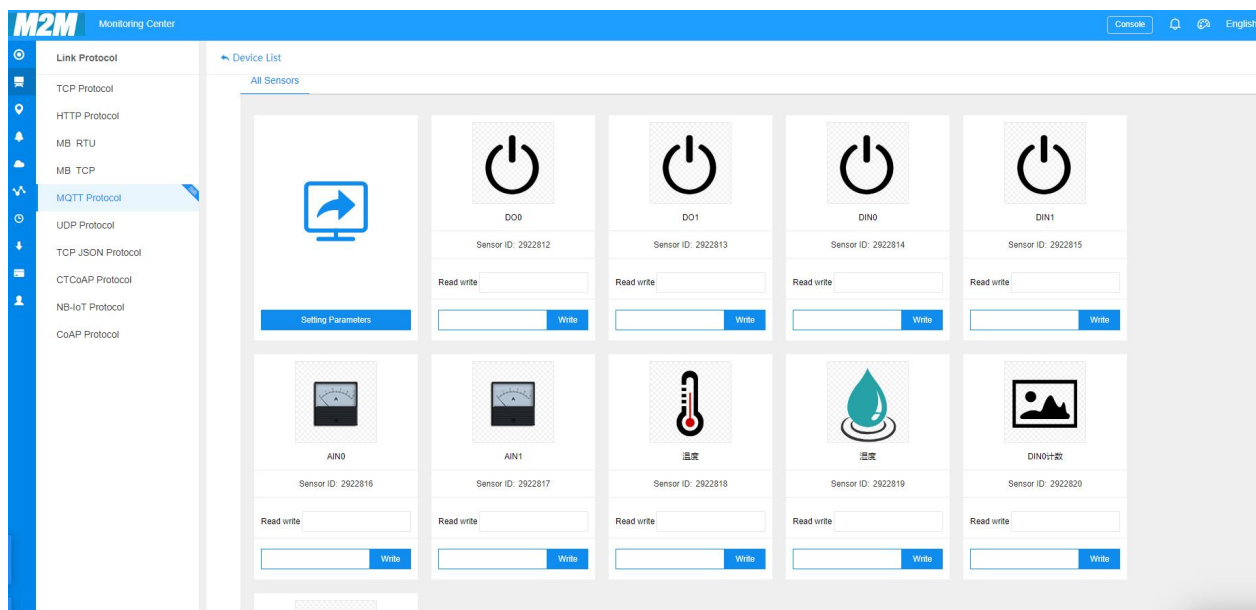 M2M Monitoring Center Console English
Link Protocol
TCP Protocol
HTTP Protocol
MB RTU
MB TCP
MQTT Protocol
UDP Protocol
TCP JSON Protocol
CTCoAP Protocol
NB-IoT Protocol
CoAP Protocol
Device List
All Sensors
Setting Parameters
DO0
Sensor ID: 2922812
Read write
Write
DO1
Sensor ID: 2922813
Read write
Write
DIN0
Sensor ID: 2922814
Read write
Write
DIN1
Sensor ID: 2922815
Read write
Write
AIN0
Sensor ID: 2922816
Read write
Write
AIN1
Sensor ID: 2922817
Read write
Write
温度
Sensor ID: 2922818
Read write
Write
湿度
Sensor ID: 2922819
Read write
Write
DIN0计数
Sensor ID: 2922820
Read write
Write